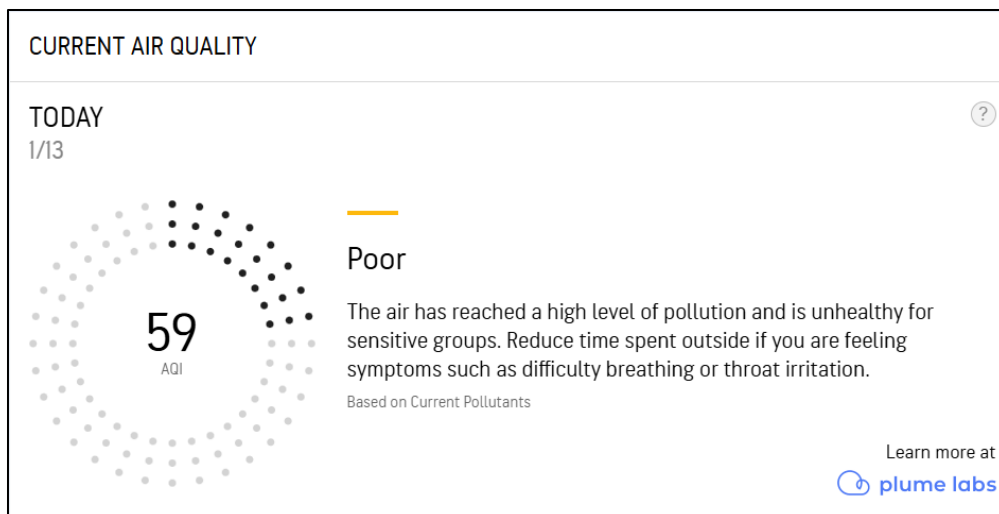 CURRENT AIR QUALITY
TODAY
1/13
?
59
AQI
Poor
The air has reached a high level of pollution and is unhealthy for
sensitive groups. Reduce time spent outside if you are feeling
symptoms such as difficulty breathing or throat irritation.
Based on Current Pollutants
Learn more at
plume labs